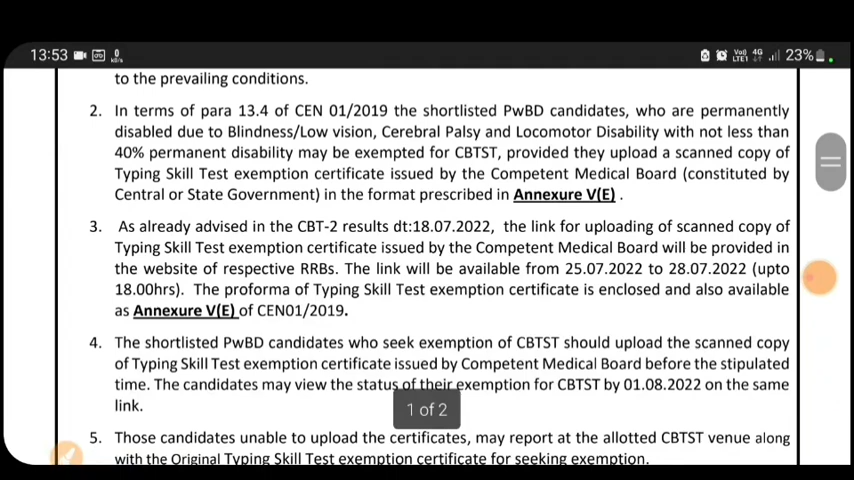 13:53
0
KB/s
Vo))
LTE1
4G
23%
to the prevailing conditions.
2. In terms of para 13.4 of CEN 01/2019 the shortlisted PwBD candidates, who are permanently
disabled due to Blindness/Low vision, Cerebral Palsy and Locomotor Disability with not less than
40% permanent disability may be exempted for CBTST, provided they upload a scanned copy of
Typing Skill Test exemption certificate issued by the Competent Medical Board (constituted by
Central or State Government) in the format prescribed in Annexure V(E) .
3. As already advised in the CBT-2 results dt:18.07.2022, the link for uploading of scanned copy of
Typing Skill Test exemption certificate issued by the Competent Medical Board will be provided in
the website of respective RRBs. The link will be available from 25.07.2022 to 28.07.2022 (upto
18.00hrs). The proforma of Typing Skill Test exemption certificate is enclosed and also available
as Annexure V(E) of CEN01/2019.
4. The shortlisted PwBD candidates who seek exemption of CBTST should upload the scanned copy
of Typing Skill Test exemption certificate issued by Competent Medical Board before the stipulated
time. The candidates may view the status of their exemption for CBTST by 01.08.2022 on the same
link.
1 of 2
5. Those candidates unable to upload the certificates, may report at the allotted CBTST venue along
with the Original Typing Skill Test exemption certificate for seeking exemption.